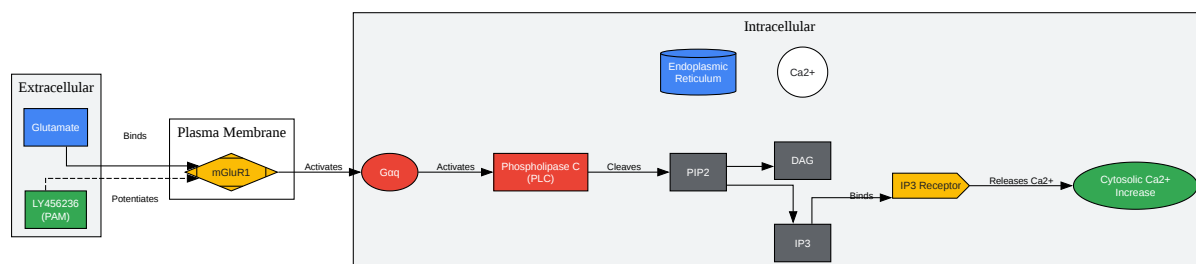 Intracellular
Endoplasmic
Reticulum
Ca2+
Extracellular
Glutamate
Binds
Plasma Membrane
mGluR1
Potentiates
LY456236
(PAM)
Activates
Gαq
Activates
Phospholipase C
(PLC)
Cleaves
PIP2
DAG
IP3
Binds
IP3 Receptor
Releases Ca2+
Cytosolic Ca2+
Increase